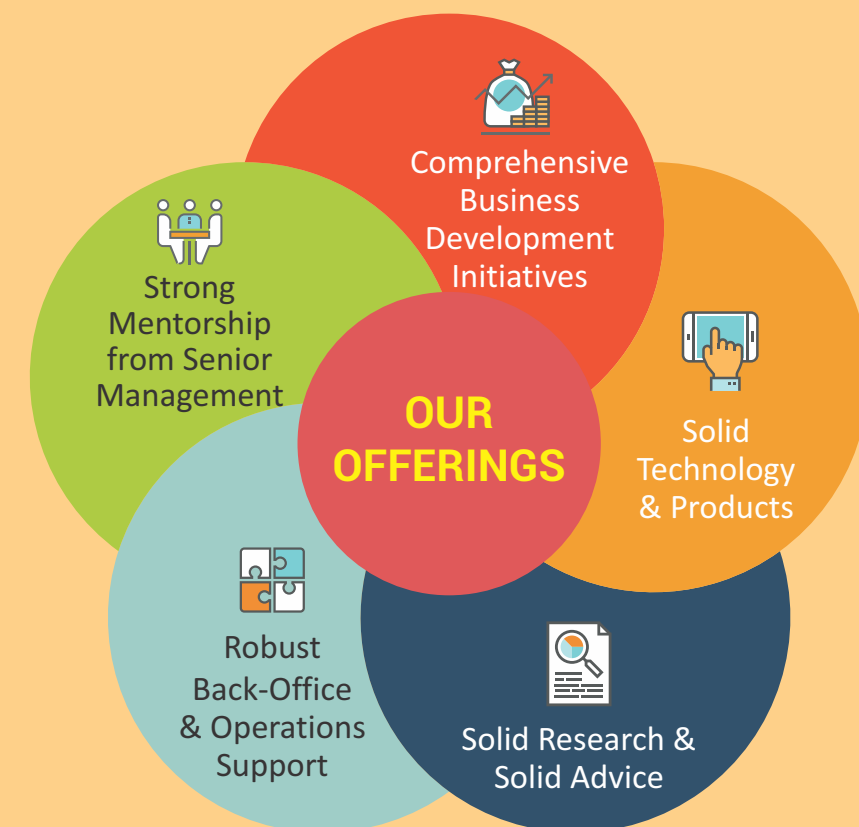 Comprehensive
Business
Development
Initiatives
Strong
Mentorship
from Senior
Management
OUR
OFFERINGS
Solid
Technology
& Products
Robust
Back-Office
& Operations
Support
Solid Research &
Solid Advice